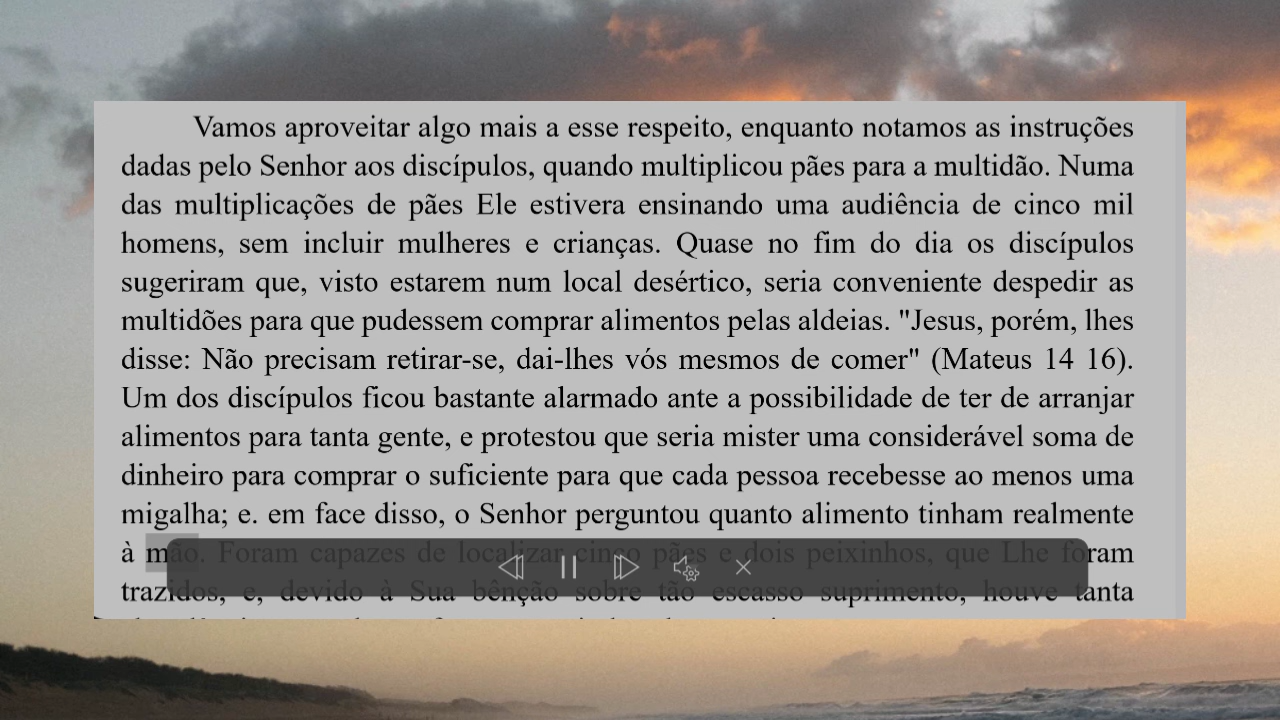 Vamos aproveitar algo mais a esse respeito, enquanto notamos as instruções
dadas pelo Senhor aos discípulos, quando multiplicou pães para a multidão. Numa
das multiplicações de pães Ele estivera ensinando uma audiência de cinco mil
homens, sem incluir mulheres e crianças. Quase no fim do dia os discípulos
sugeriram que, visto estarem num local desértico, seria conveniente despedir as
multidões para que pudessem comprar alimentos pelas aldeias. "Jesus, porém, lhes
disse: Não precisam retirar-se, dai-lhes vós mesmos de comer" (Mateus 14 16).
Um dos discípulos ficou bastante alarmado ante a possibilidade de ter de arranjar
alimentos para tanta gente, e protestou que seria mister uma considerável soma de
dinheiro para comprar o suficiente para que cada pessoa recebesse ao menos uma
migalha; e. em face disso, o Senhor perguntou quanto alimento tinham realmente
à mão. Foram capazes de localizar cinco pães e dois peixinhos, que Lhe foram
trazidos, e, devido à Sua bênção sobre tão escasso suprimento, houve tanta